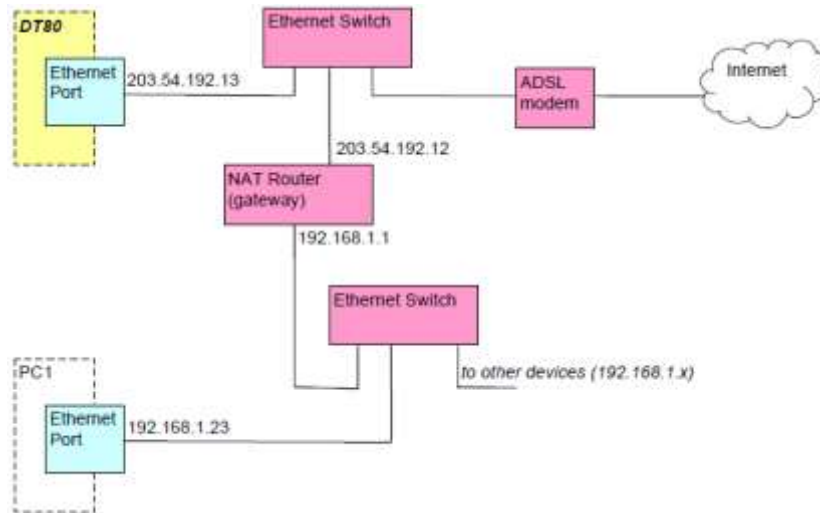 DT80
Ethernet
Port
203.54.192.13
Ethernet Switch
ADSL
modem
Internet
203.54.192.12
NAT Router
(gateway)
192.168.1.1
Ethernet Switch
to other devices (192.168.1.x)
PC1
Ethernet
Port
192.168.1.23